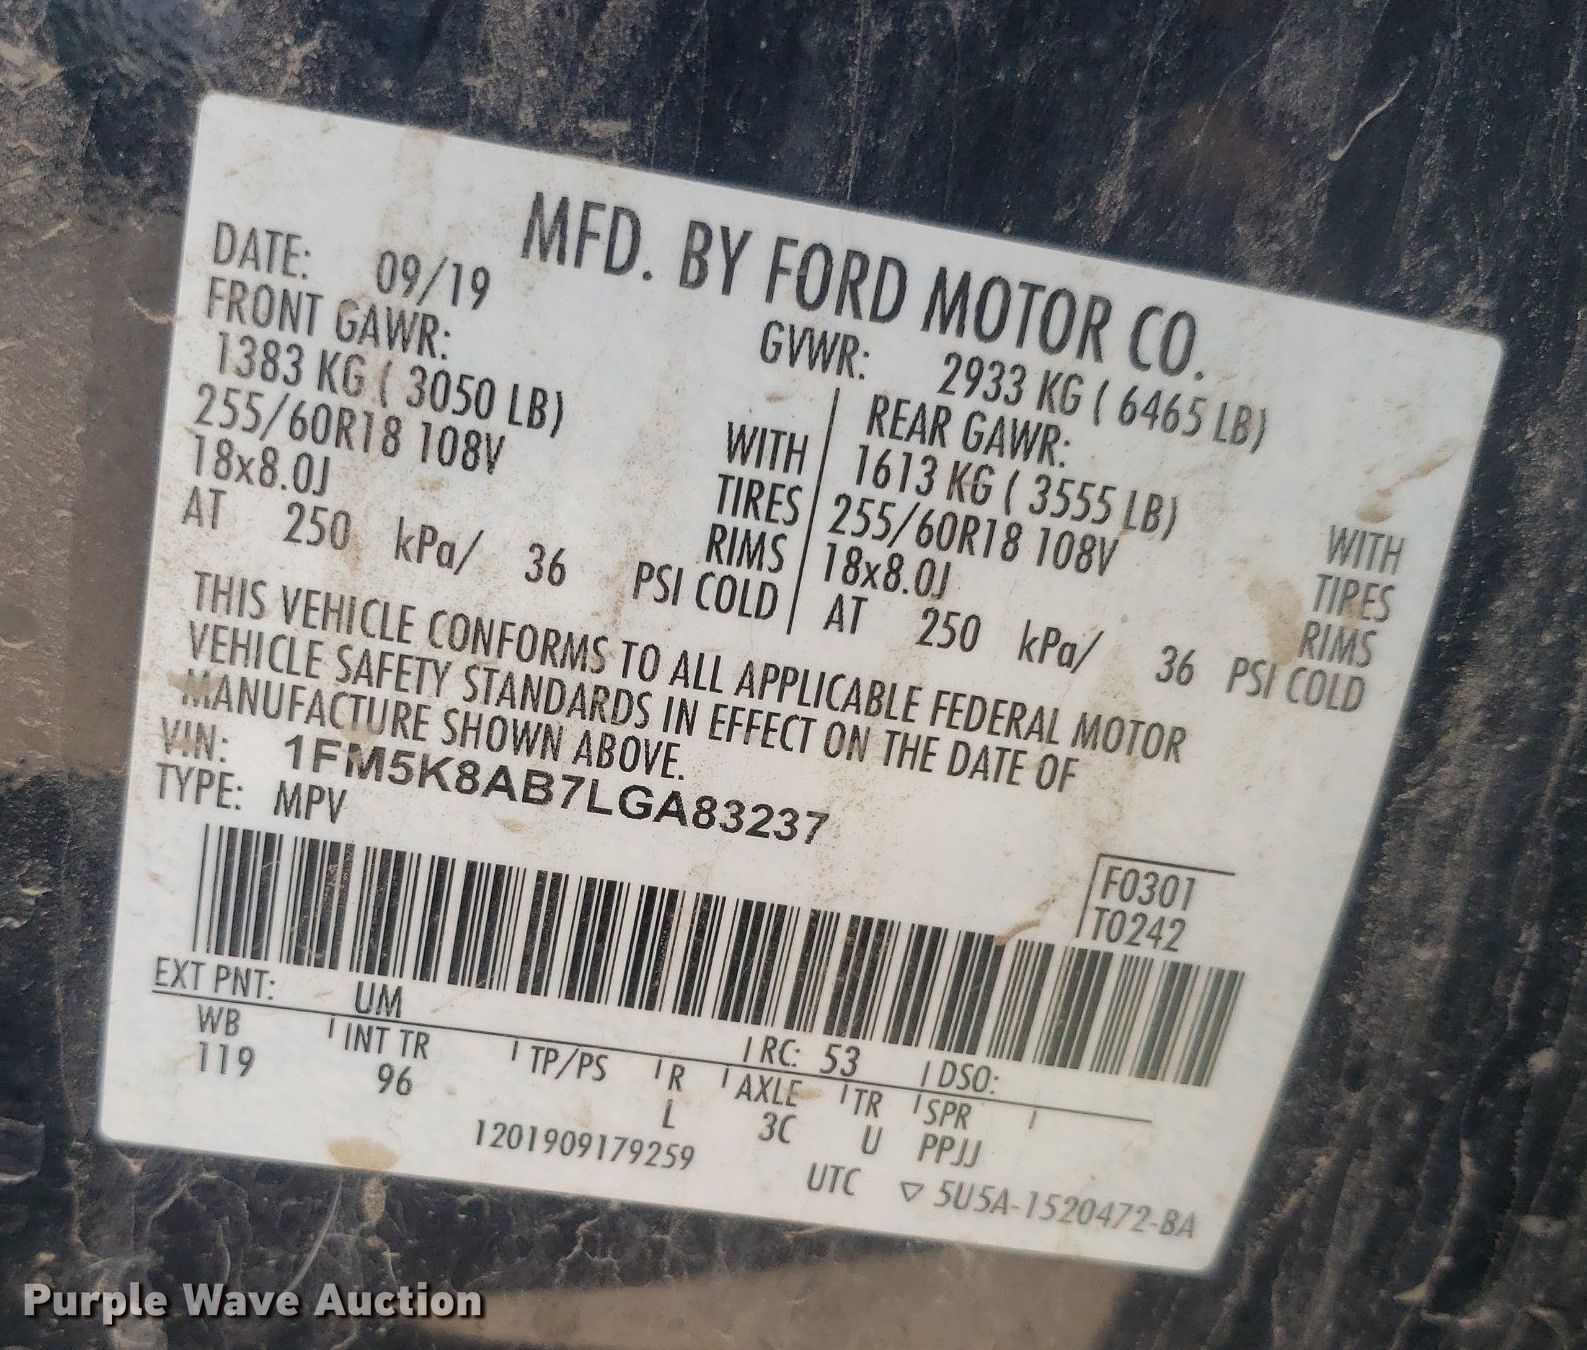 MFD. BY FORD MOTOR CO.
DATE: 09/19 GVWR: 2933 KG ( 6465 LB)
FRONT GAWR: REAR GAWR:
1383 KG ( 3050 LB) WITH 1613 KG ( 3555 LB) WITH
255/60R18 108V TIRES 255/60R18 108V TIRES
18x8.0J RIMS 18x8.0J RIMS
AT 250 kPa/ 36 PSI COLD AT 250 kPa/ 36 PSI COLD
THIS VEHICLE CONFORMS TO ALL APPLICABLE FEDERAL MOTOR
VEHICLE SAFETY STANDARDS IN EFFECT ON THE DATE OF
MANUFACTURE SHOWN ABOVE.
VIN: 1FM5K8AB7LGA83237
TYPE: MPV
F0301
T0242
EXT PNT: UM RC: 53 DSO:
WB INT TR TP/PS R AXLE TR SPR
119 96 L 3C U PPJJ
1201909179259
UTC ▽ 5U5A-1520472-BA
Purple Wave Auction